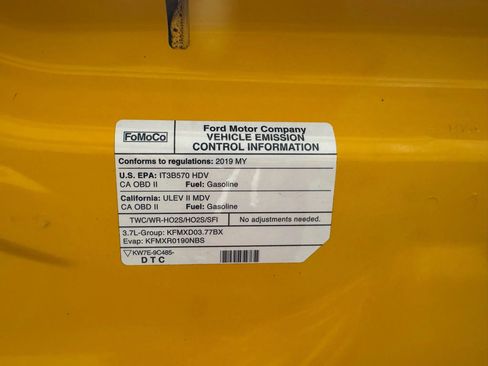 FoMoCo
Ford Motor Company
VEHICLE EMISSION
CONTROL INFORMATION
Conforms to regulations: 2019 MY
U.S. EPA: IT3B570 HDV
CA OBD II Fuel: Gasoline
California: ULEV II MDV
CA OBD II Fuel: Gasoline
TWC/WR-HO2S/HO2S/SFI No adjustments needed.
3.7L-Group: KFMXD03.77BX
Evap: KFMXR0190NBS
KW7E-9C485-
DTC